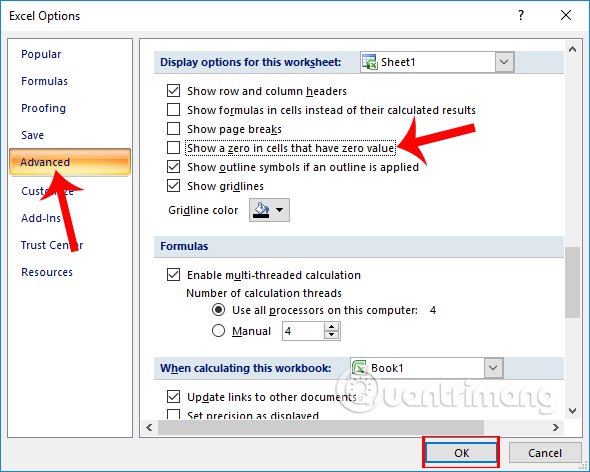 Excel Options
Popular
Formulas
Proofing
Save
Advanced
Customize
Add-Ins
Trust Center
Resources
Display options for this worksheet: Sheet1
Show row and column headers
Show formulas in cells instead of their calculated results
Show page breaks
Show a zero in cells that have zero value
Show outline symbols if an outline is applied
Show gridlines
Gridline color
Formulas
Enable multi-threaded calculation
Number of calculation threads
Use all processors on this computer: 4
Manual 4
When calculating this workbook: Book1
Update links to other documents
Set precision as displayed
Quantrimang
OK Cancel